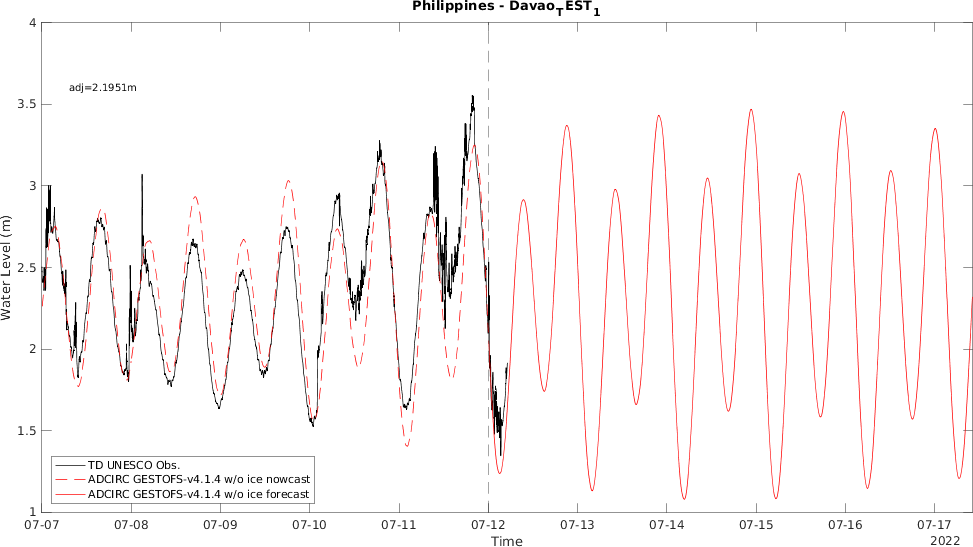 Philippines - Davao_TEST_1
4
adj=2.1951m
3.5
3
2.5
2
1.5
1
Water Level (m)
TD UNESCO Obs.
ADCIRC GESTOFS-v4.1.4 w/o ice nowcast
ADCIRC GESTOFS-v4.1.4 w/o ice forecast
07-07 07-08 07-09 07-10 07-11 07-12 07-13 07-14 07-15 07-16 07-17
Time
2022